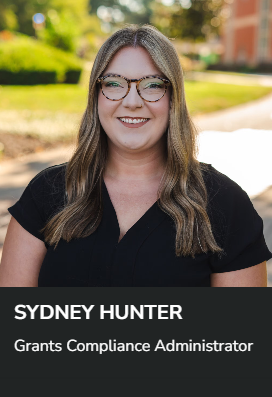 SYDNEY HUNTER
Grants Compliance Administrator